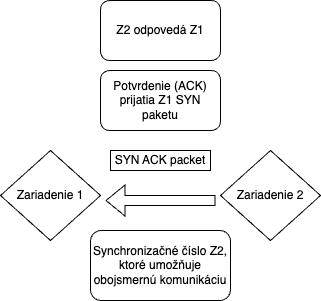 Z2 odpovedá Z1
Potvrdenie (ACK)
prijatia Z1 SYN
paketu
SYN ACK packet
Zariadenie 1
Zariadenie 2
Synchronizačné číslo Z2,
ktoré umožňuje
obojsmernú komunikáciu